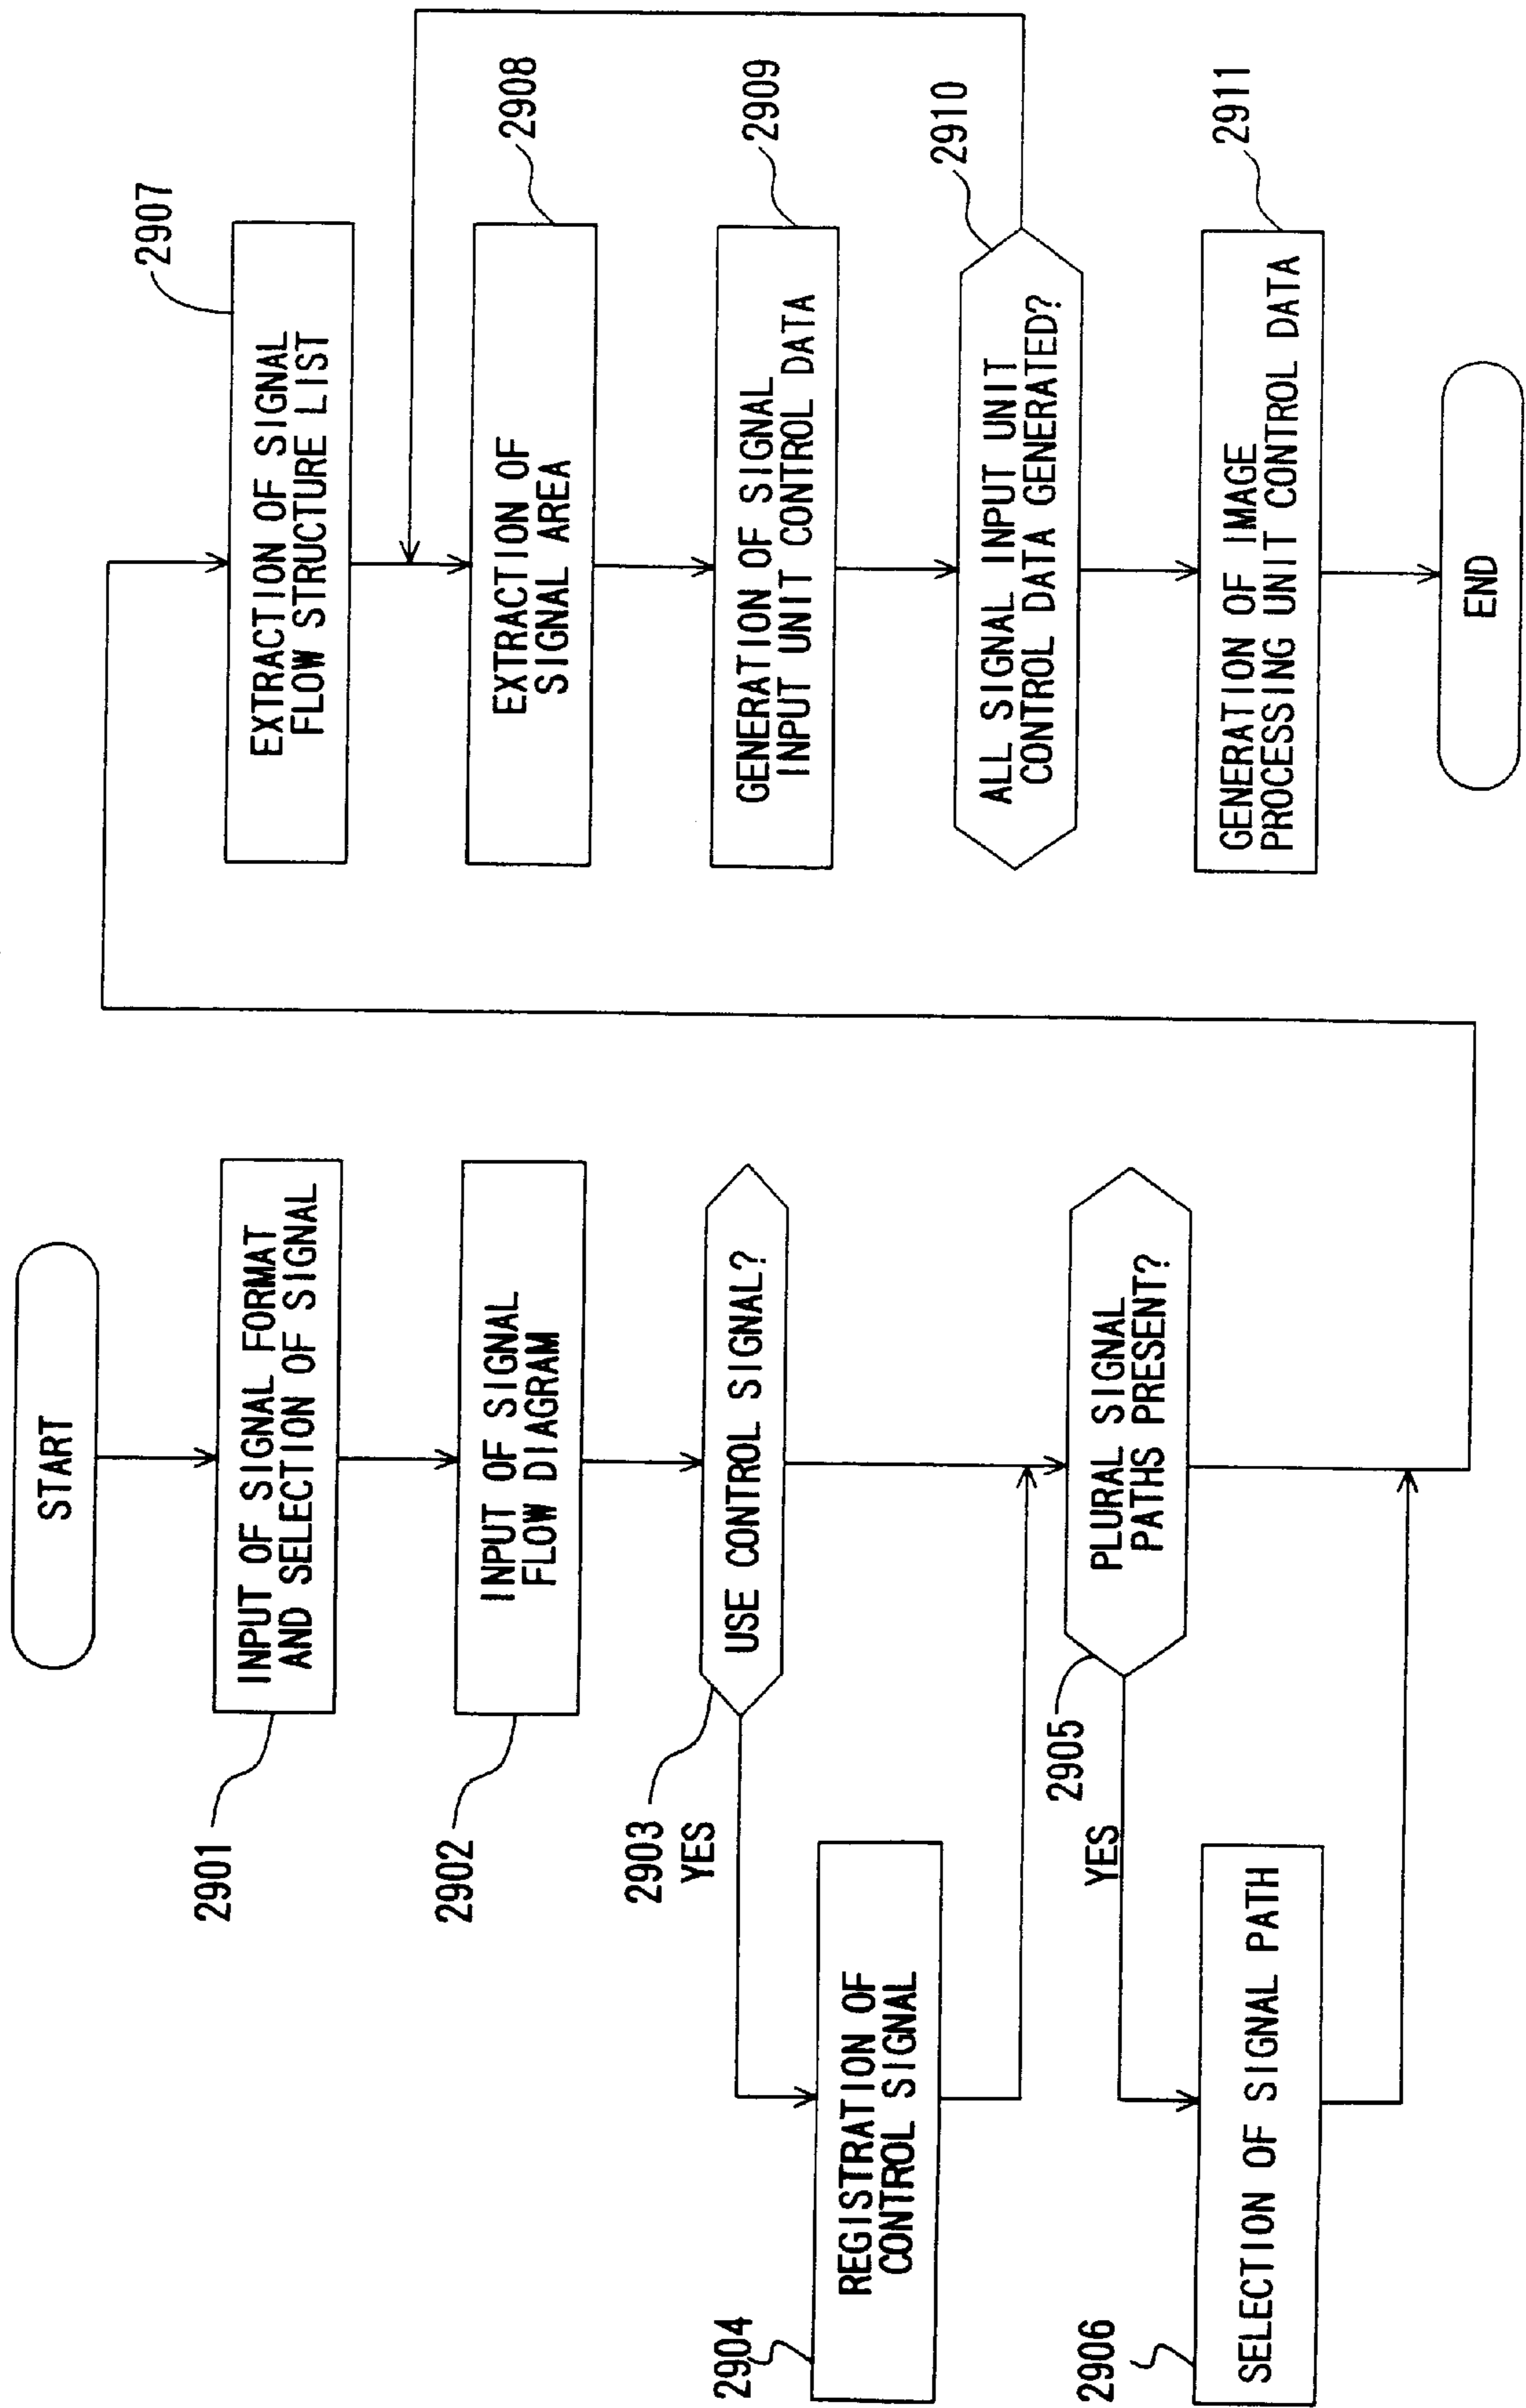 START
INPUT OF SIGNAL FORMAT
AND SELECTION OF SIGNAL
2901
INPUT OF SIGNAL
FLOW DIAGRAM
2902
USE CONTROL SIGNAL?
2903
YES
REGISTRATION OF
CONTROL SIGNAL
2904
PLURAL SIGNAL
PATHS PRESENT?
2905
YES
SELECTION OF SIGNAL PATH
2906
EXTRACTION OF SIGNAL
FLOW STRUCTURE LIST
2907
EXTRACTION OF
SIGNAL AREA
2908
GENERATION OF SIGNAL
INPUT UNIT CONTROL DATA
2909
ALL SIGNAL INPUT UNIT
CONTROL DATA GENERATED?
2910
GENERATION OF IMAGE
PROCESSING UNIT CONTROL DATA
2911
END